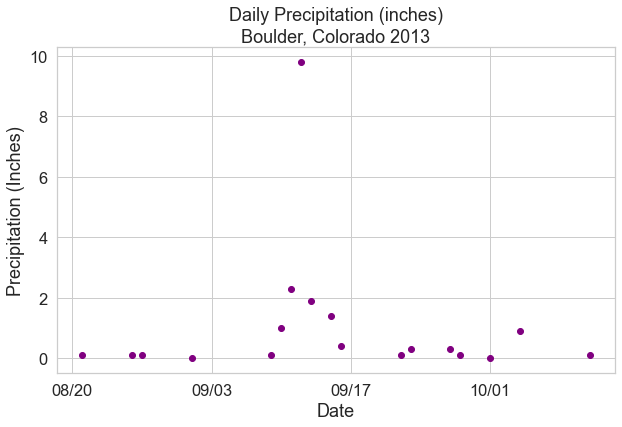 Daily Precipitation (inches)
Boulder, Colorado 2013
10
8
6
4
2
0
Precipitation (Inches)
08/20 09/03 09/17 10/01
Date